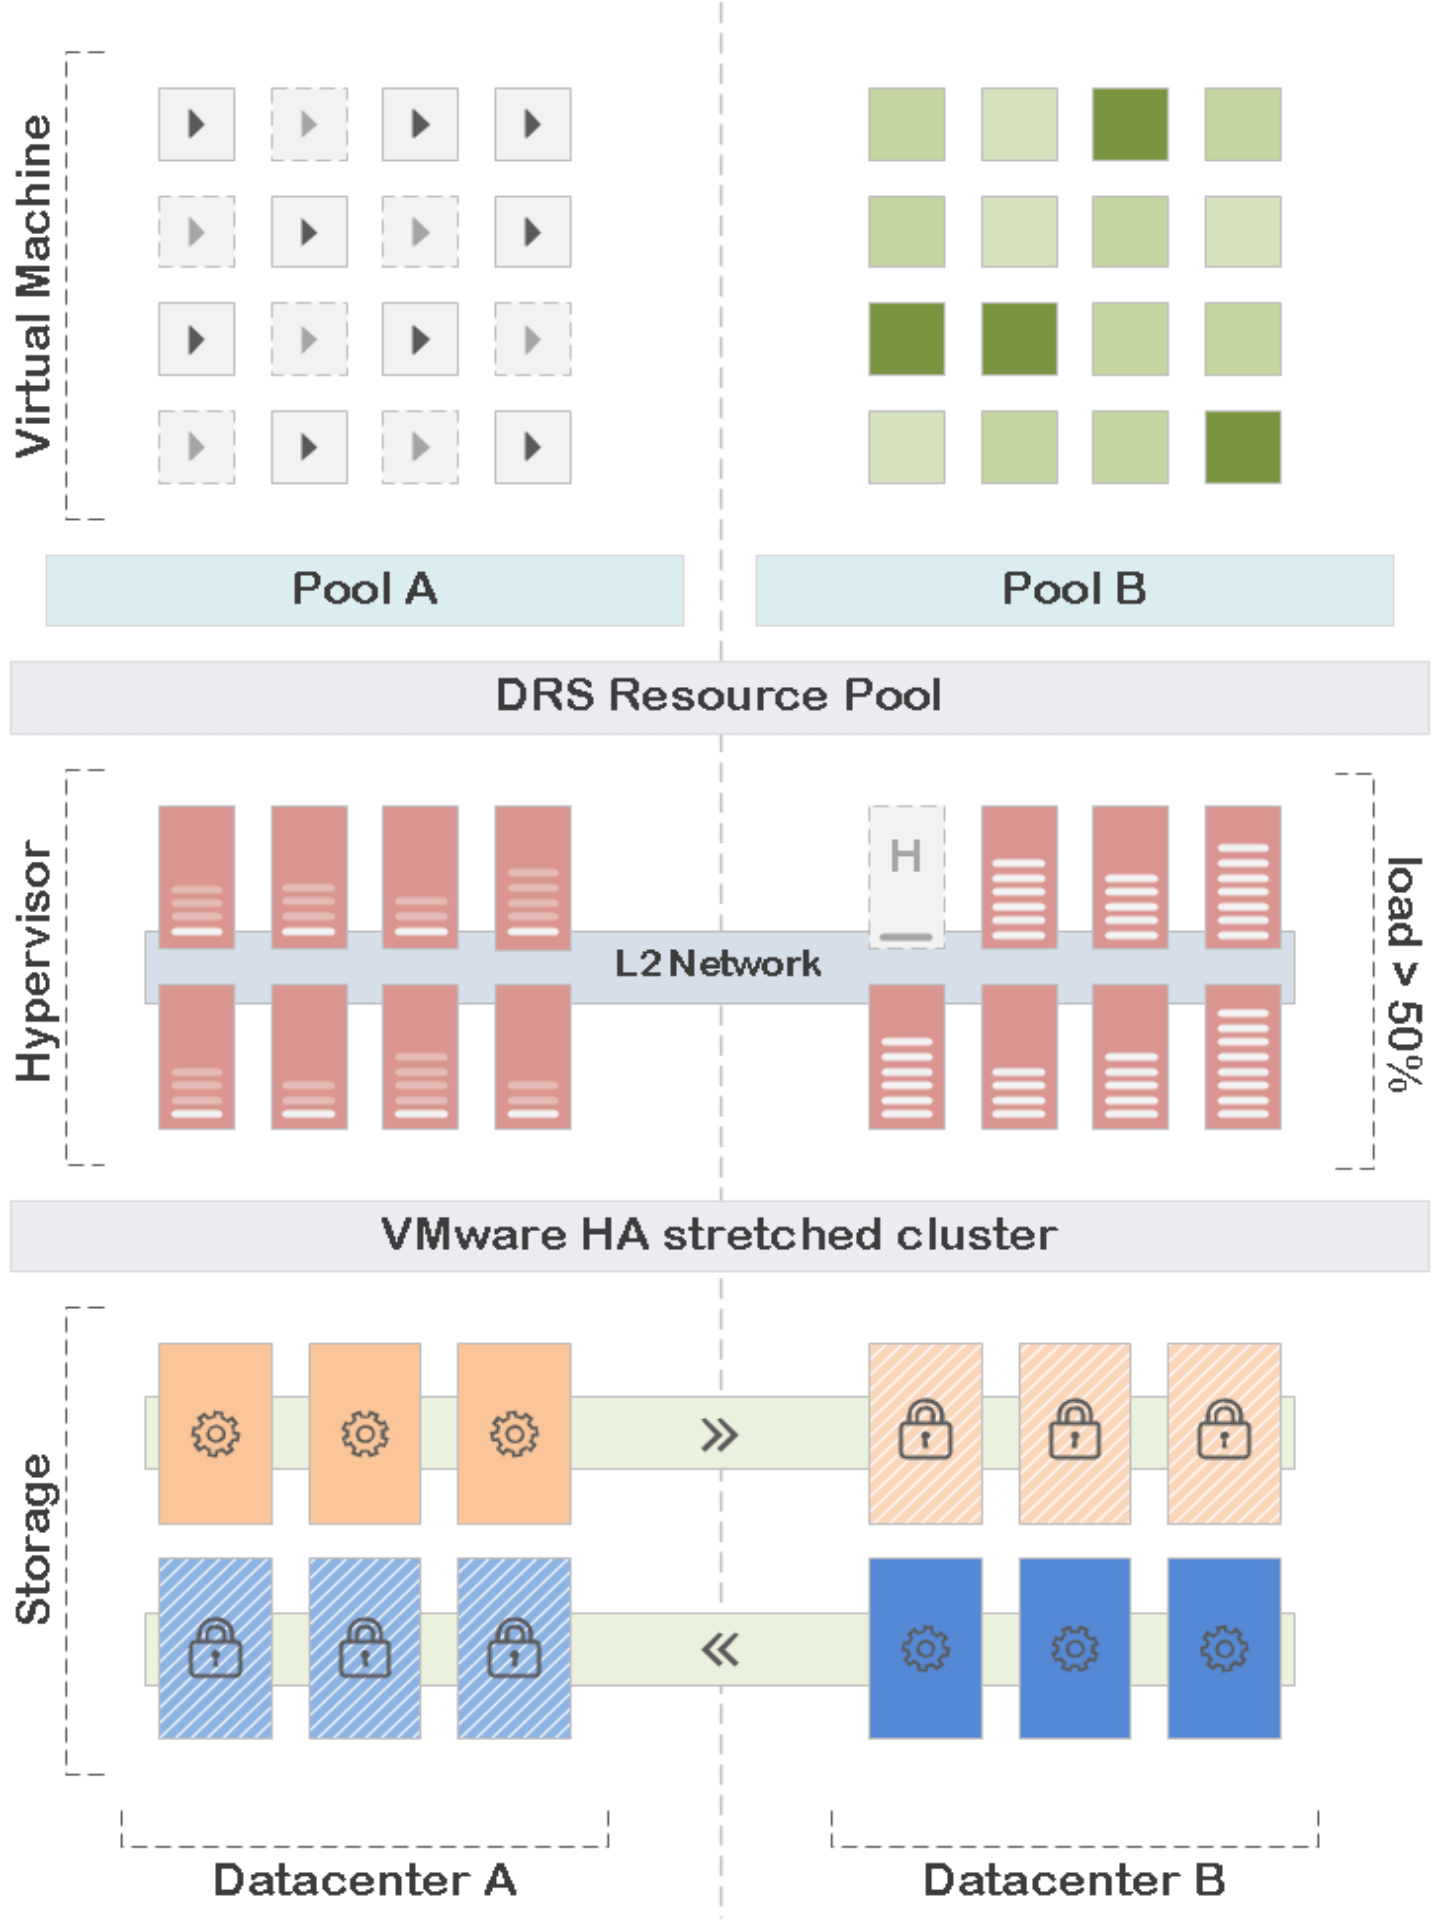 Virtual Machine
Pool A
Pool B
DRS Resource Pool
Hypervisor
H
L2 Network
load > 50%
VMware HA stretched cluster
Storage
Datacenter A
Datacenter B